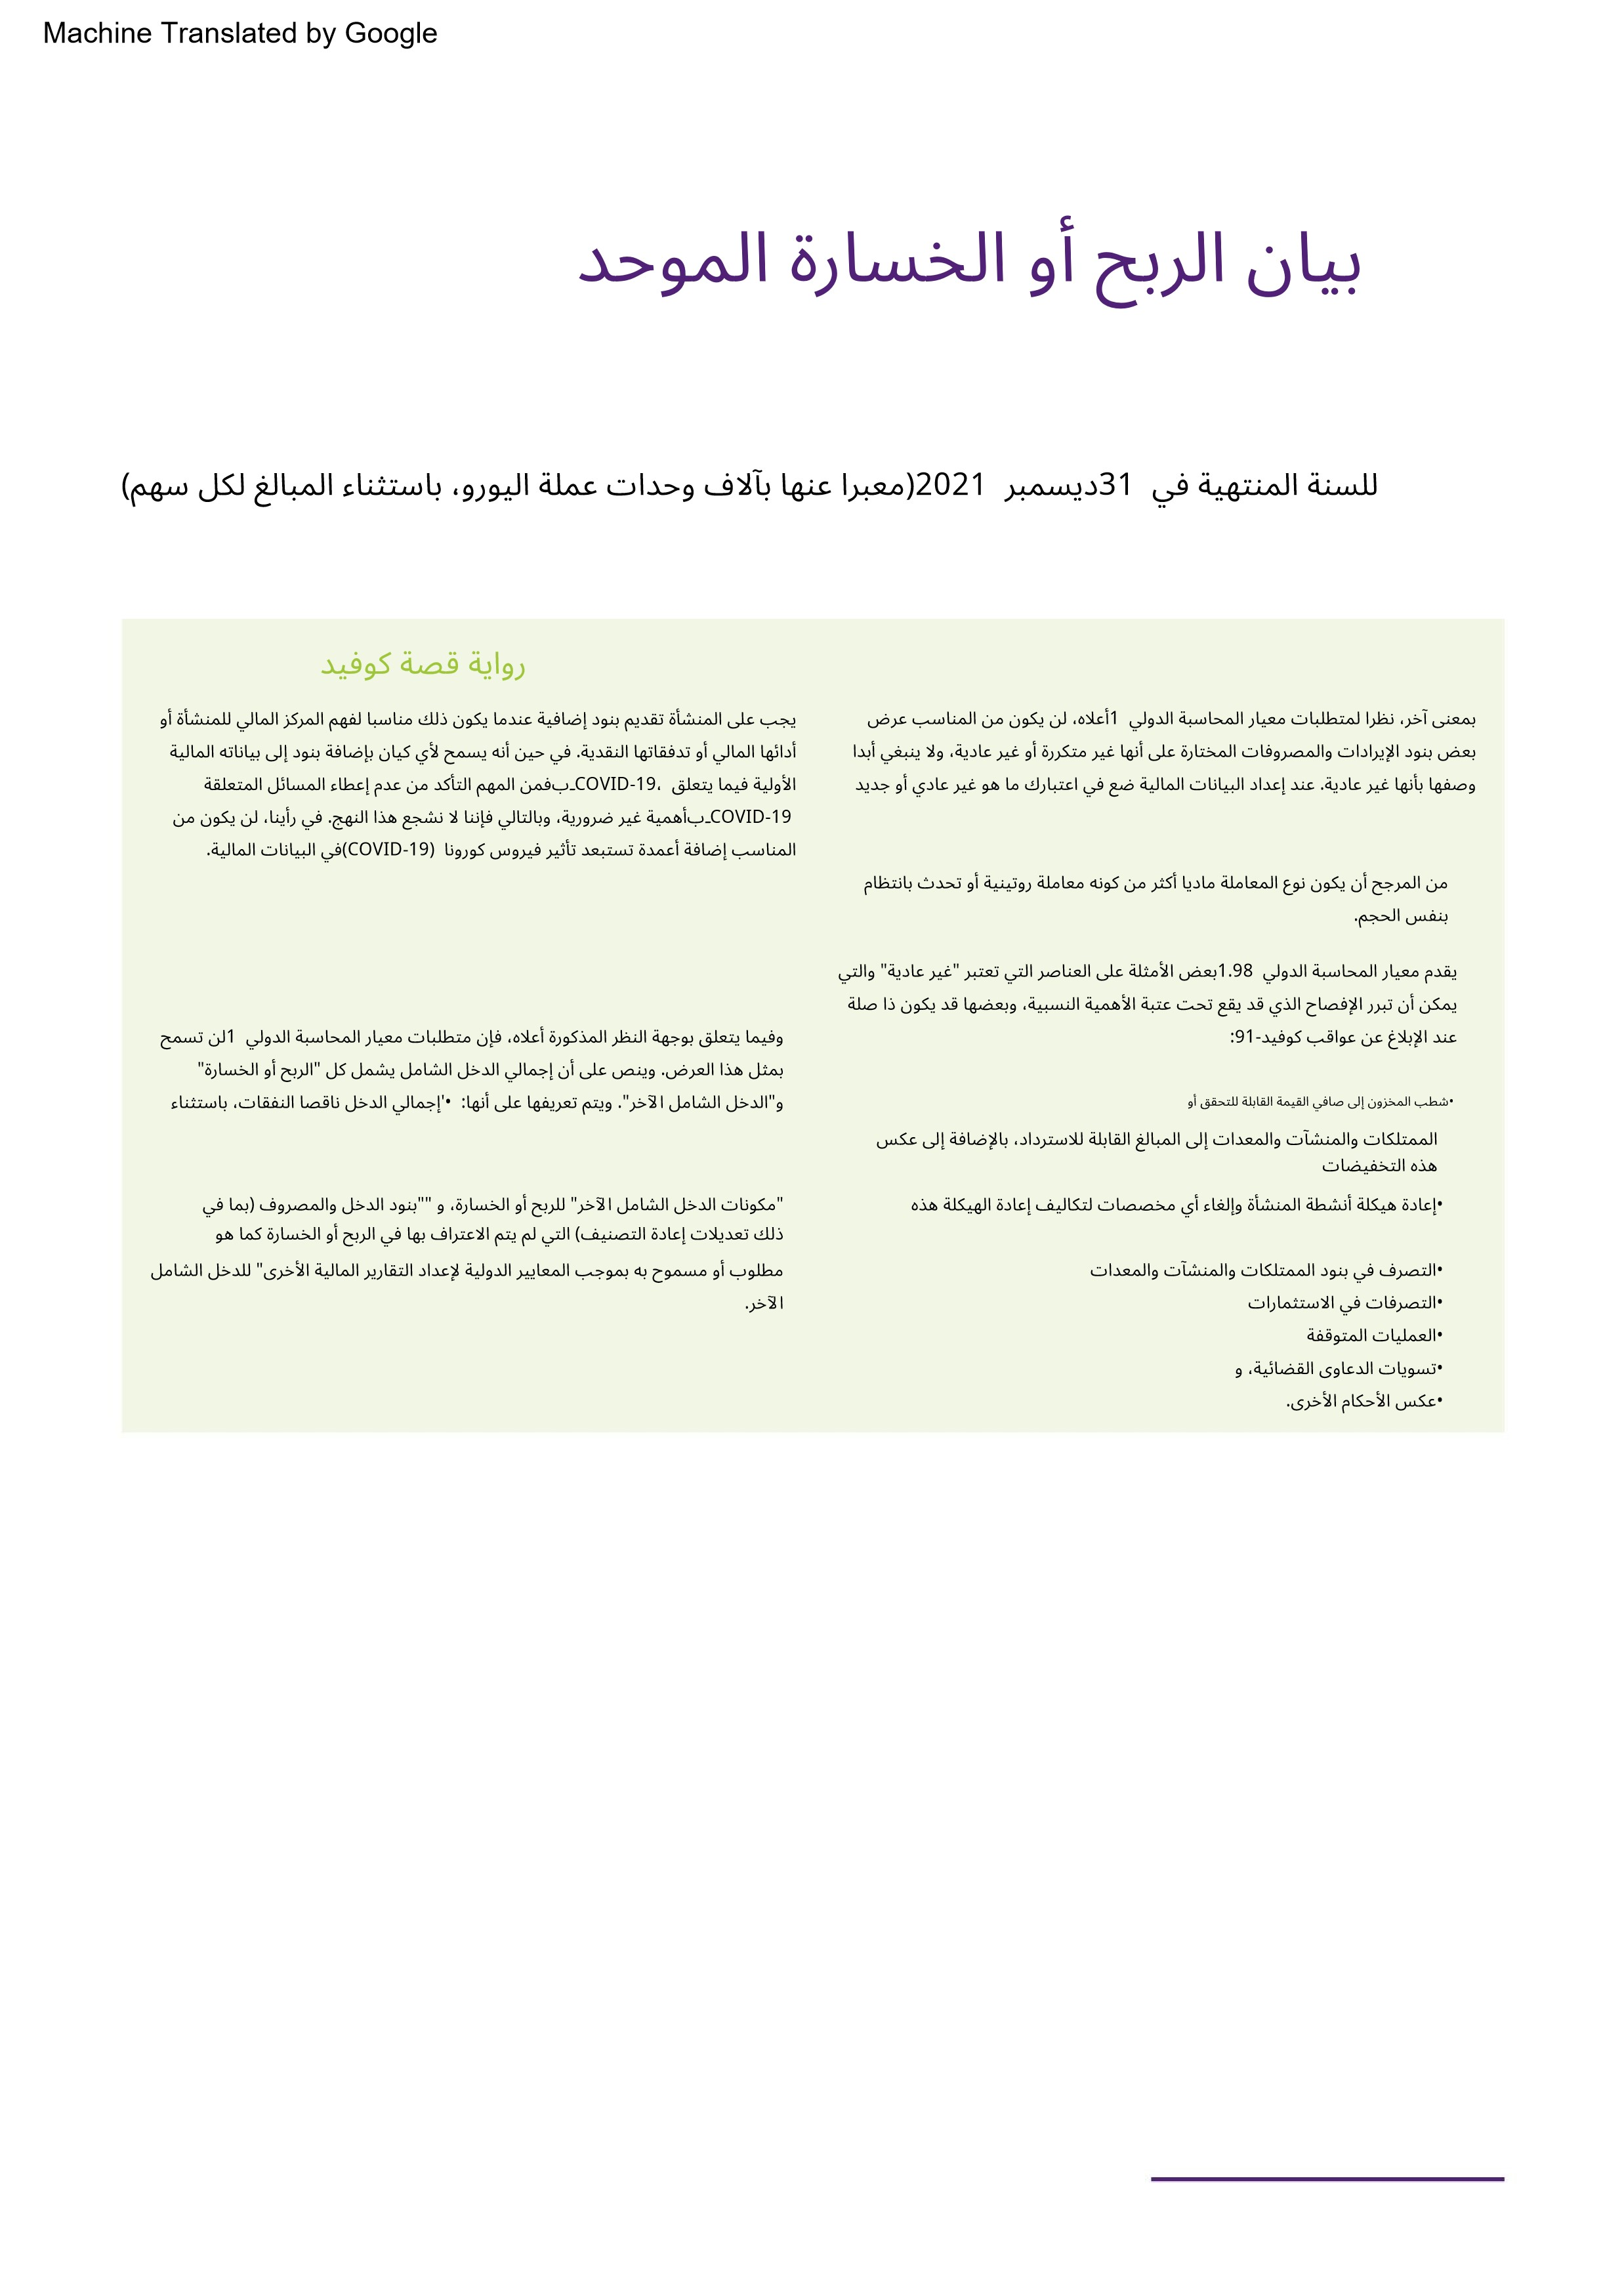 Machine Translated by Google
بيان الربح أو الخسارة الموحد
للسنة المنتهية في 31ديسمبر 2021(معبرا عنها بآلاف وحدات عملة اليورو، باستثناء المبالغ لكل سهم)
رواية قصة كوفيد
يجب على المنشأة تقديم بنود إضافية عندما يكون ذلك مناسبا لفهم المركز المالي للمنشأة أو
أدائها المالي أو تدفقاتها النقدية. في حين أنه يسمح لأي كيان بإضافة بنود إلى بياناته المالية
الأولية فيما يتعلق ،COVID-19ـبفمن المهم التأكد من عدم إعطاء المسائل المتعلقة
COVID-19ـبأهمية غير ضرورية، وبالتالي فإننا لا نشجع هذا النهج. في رأينا، لن يكون من
المناسب إضافة أعمدة تستبعد تأثير فيروس كورونا (COVID-19)في البيانات المالية.
وفيما يتعلق بوجهة النظر المذكورة أعلاه، فإن متطلبات معيار المحاسبة الدولي 1لن تسمح
بمثل هذا العرض. وينص على أن إجمالي الدخل الشامل يشمل كل "الربح أو الخسارة"
و"الدخل الشامل الآخر". ويتم تعريفها على أنها: •'إجمالي الدخل ناقصا النفقات، باستثناء
"مكونات الدخل الشامل الآخر" للربح أو الخسارة، و ""بنود الدخل والمصروف (بما في
ذلك تعديلات إعادة التصنيف) التي لم يتم الاعتراف بها في الربح أو الخسارة كما هو
مطلوب أو مسموح به بموجب المعايير الدولية لإعداد التقارير المالية الأخرى" للدخل الشامل
الآخر.
بمعنى آخر، نظرا لمتطلبات معيار المحاسبة الدولي 1أعلاه، لن يكون من المناسب عرض
بعض بنود الإيرادات والمصروفات المختارة على أنها غير متكررة أو غير عادية، ولا ينبغي أبدا
وصفها بأنها غير عادية. عند إعداد البيانات المالية ضع في اعتبارك ما هو غير عادي أو جديد
من المرجح أن يكون نوع المعاملة ماديا أكثر من كونه معاملة روتينية أو تحدث بانتظام
بنفس الحجم.
يقدم معيار المحاسبة الدولي 1.98بعض الأمثلة على العناصر التي تعتبر "غير عادية" والتي
يمكن أن تبرر الإفصاح الذي قد يقع تحت عتبة الأهمية النسبية، وبعضها قد يكون ذا صلة
عند الإبلاغ عن عواقب كوفيد-91:
•شطب المخزون إلى صافي القيمة القابلة للتحقق أو
الممتلكات والمنشآت والمعدات إلى المبالغ القابلة للاسترداد، بالإضافة إلى عكس
هذه التخفيضات
•إعادة هيكلة أنشطة المنشأة وإلغاء أي مخصصات لتكاليف إعادة الهيكلة هذه
•التصرف في بنود الممتلكات والمنشآت والمعدات
•التصرفات في الاستثمارات
•العمليات المتوقفة
•تسويات الدعاوى القضائية، و
•عكس الأحكام الأخرى.